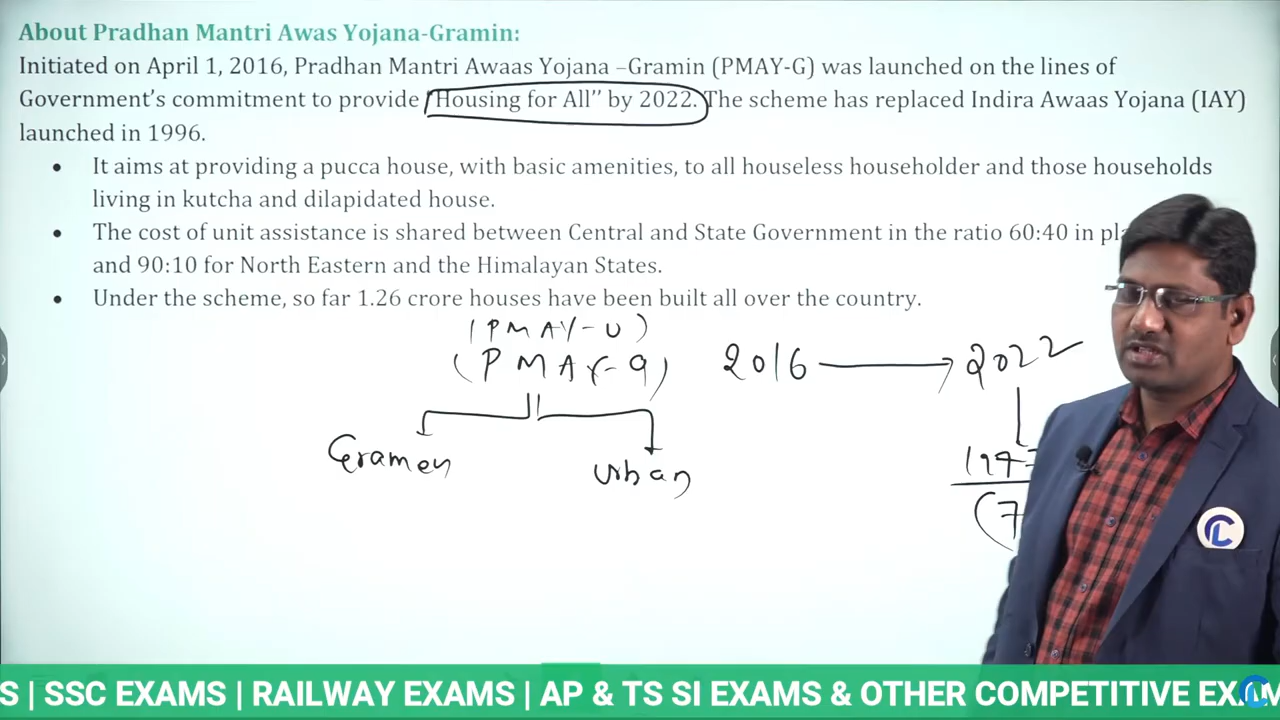 About Pradhan Mantri Awas Yojana-Gramin:
Initiated on April 1, 2016, Pradhan Mantri Awaas Yojana –Gramin (PMAY-G) was launched on the lines of
Government's commitment to provide "Housing for All" by 2022. The scheme has replaced Indira Awaas Yojana (IAY)
launched in 1996.
• It aims at providing a pucca house, with basic amenities, to all houseless householder and those households
living in kutcha and dilapidated house.
• The cost of unit assistance is shared between Central and State Government in the ratio 60:40 in
and 90:10 for North Eastern and the Himalayan States.
• Under the scheme, so far 1.26 crore houses have been built all over the country.
(PMAY-U)
(PMAY-G) 2016 → 2022
Gramen Urban
S | SSC EXAMS | RAILWAY EXAMS | AP & TS SI EXAMS & OTHER COMPETITIVE